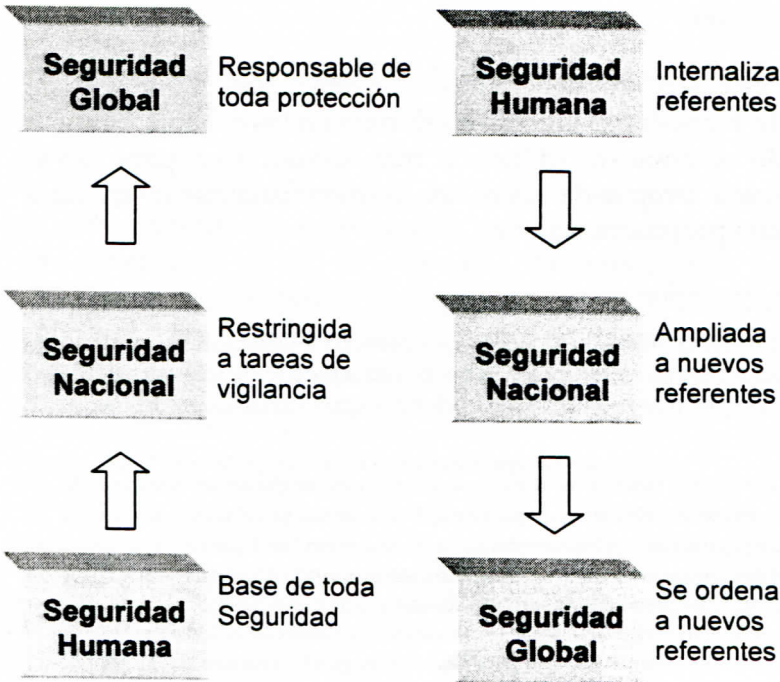 Seguridad
Global
Responsable de
toda protección
Seguridad
Nacional
Restringida
a tareas de
vigilancia
Seguridad
Humana
Base de toda
Seguridad
Seguridad
Humana
Internaliza
referentes
Seguridad
Nacional
Ampliada
a nuevos
referentes
Seguridad
Global
Se ordena
a nuevos
referentes